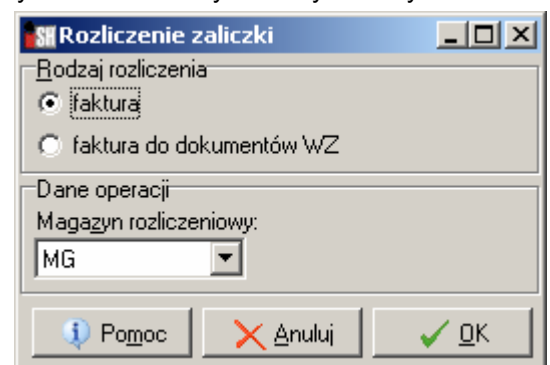 SH Rozliczenie zaliczki
Rodzaj rozliczenia
faktura
faktura do dokumentów WZ
Dane operacji
Magazyn rozliczeniowy:
MG
Pomoc
Anuluj
OK